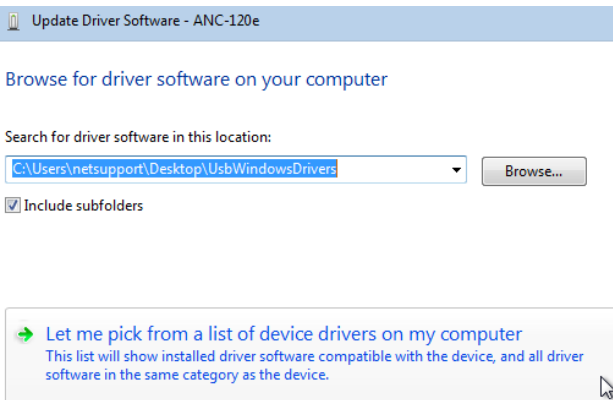 Update Driver Software - ANC-120e
Browse for driver software on your computer
Search for driver software in this location:
C:\Users\netsupport\Desktop\UsbWindowsDrivers
Browse...
Include subfolders
Let me pick from a list of device drivers on my computer
This list will show installed driver software compatible with the device, and all driver
software in the same category as the device.